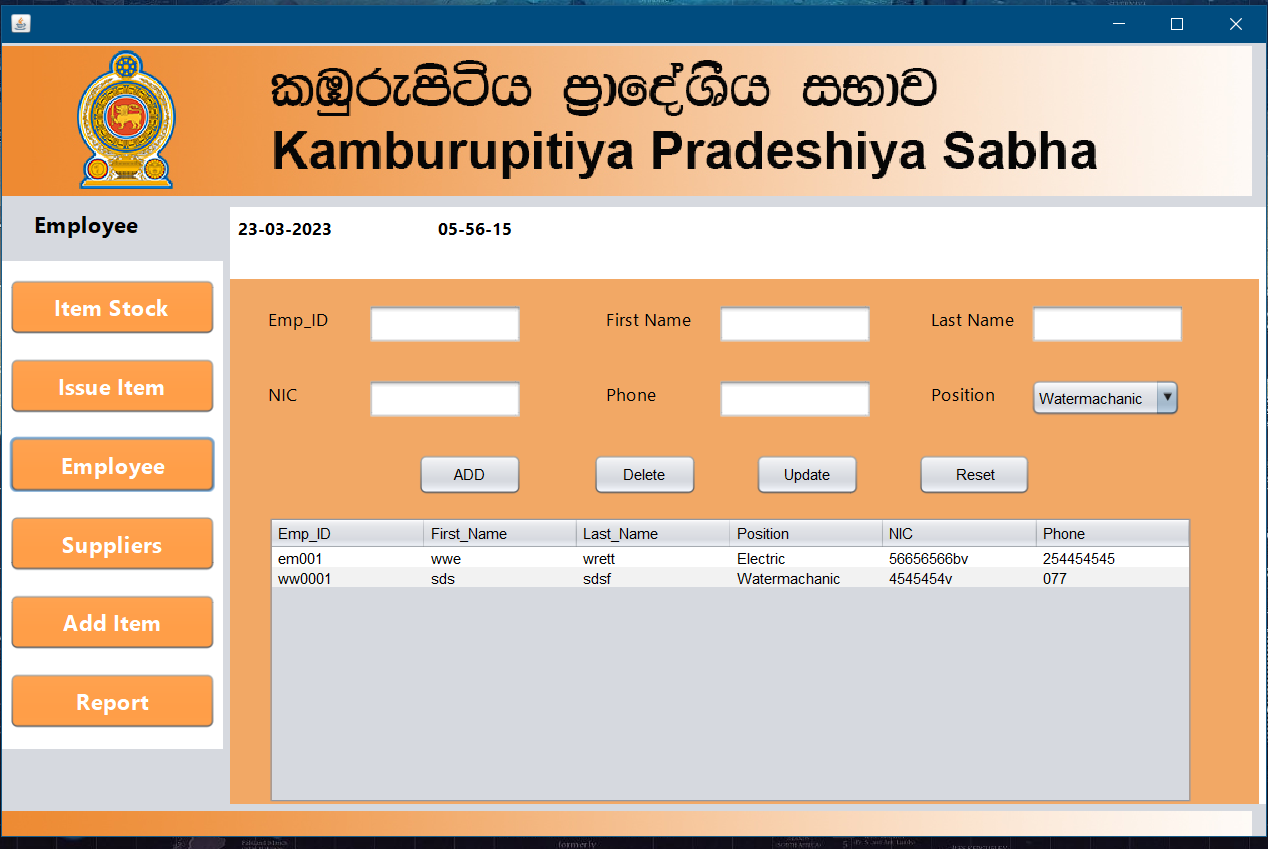 කඹුරුපිටිය ප්‍රාදේශීය සභාව
Kamburupitiya Pradeshiya Sabha
Employee
23-03-2023 05-56-15
Item Stock
Issue Item
Employee
Suppliers
Add Item
Report
Emp_ID First Name Last Name
NIC Phone Position Watermachanic
ADD Delete Update Reset
Emp_ID First_Name Last_Name Position NIC Phone
em001 wwe wrett Electric 56656566bv 254454545
ww0001 sds sdsf Watermachanic 4545454v 077
formerly